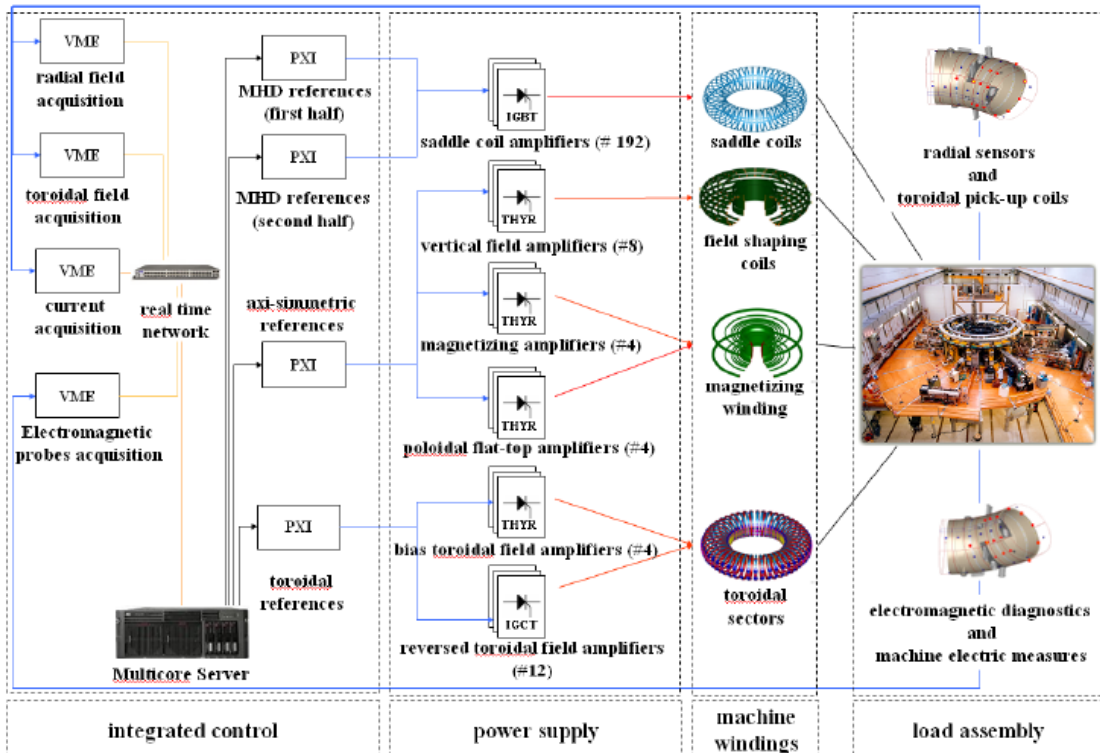 VME
radial field
acquisition
VME
toroidal field
acquisition
VME
current
acquisition
real time
network
VME
Electromagnetic
probes acquisition
Multicore Server
PXI
MHD references
(first half)
PXI
MHD references
(second half)
axi-simmetric
references
PXI
PXI
toroidal
references
IGBT
saddle coil amplifiers (# 192)
THYR
vertical field amplifiers (#8)
THYR
magnetizing amplifiers (#4)
THYR
poloidal flat-top amplifiers (#4)
THYR
bias toroidal field amplifiers (#4)
IGCT
reversed toroidal field amplifiers
(#12)
saddle coils
field shaping
coils
magnetizing
winding
toroidal
sectors
radial sensors
and
toroidal pick-up coils
electromagnetic diagnostics
and
machine electric measures
integrated control
power supply
machine
windings
load assembly